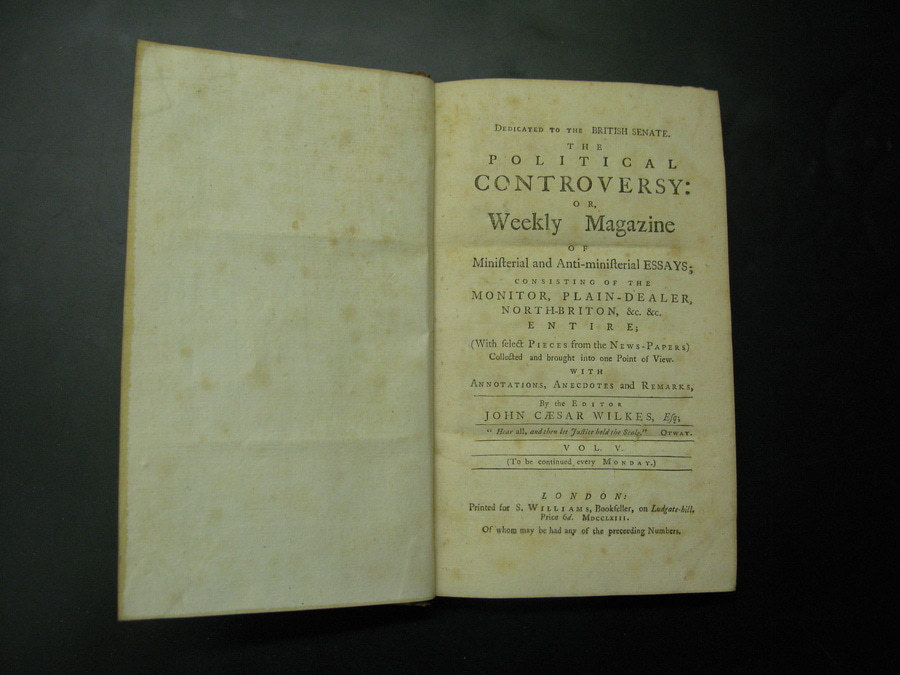 DEDICATED TO THE BRITISH SENATE.
THE
POLITICAL
CONTROVERSY:
OR,
Weekly Magazine
OF
Miniſterial and Anti-miniſterial ESSAYS;
CONSISTING OF THE
MONITOR, PLAIN-DEALER,
NORTH-BRITON, &c. &c.
ENTIRE;
(With ſelect PIECES from the NEWS-PAPERS)
Collected and brought into one Point of View.
WITH
ANNOTATIONS, ANECDOTES and REMARKS,
By the EDITOR
JOHN CÆSAR WILKES, Eſq;
" Hear all, and then let Juſtice hold the Scale." OTWAY.
VOL. V.
(To be continued every MONDAY.)
LONDON:
Printed for S. WILLIAMS, Bookſeller, on Ludgate-hill.
Price 6d. MDCCLXIII.
Of whom may be had any of the preceeding Numbers.